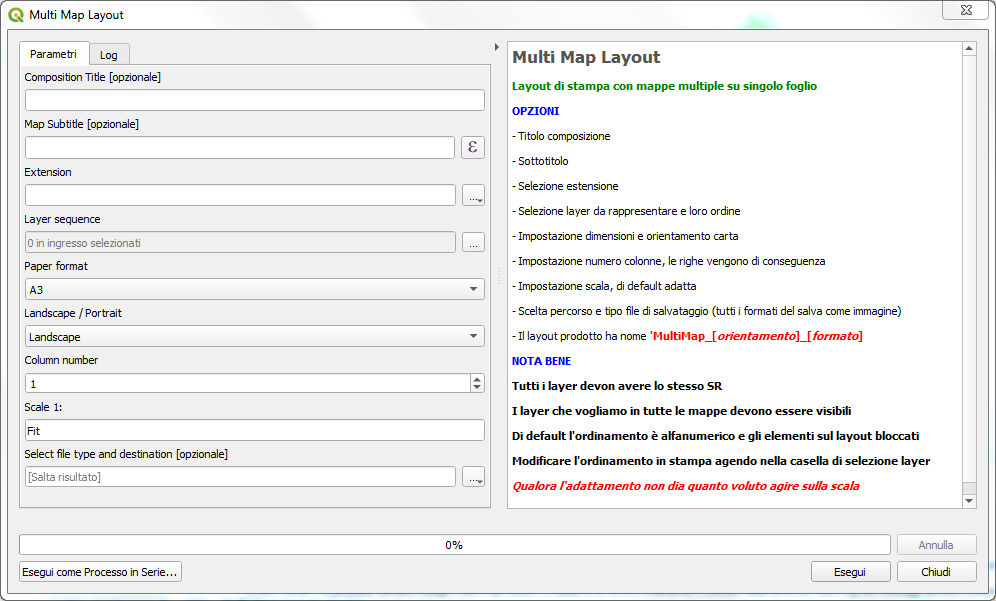 Multi Map Layout
Parametri
Log
Composition Title [opzionale]
Map Subtitle [opzionale]
ε
Extension
...
Layer sequence
0 in ingresso selezionati
...
Paper format
A3
Landscape / Portrait
Landscape
Column number
1
Scale 1:
Fit
Select file type and destination [opzionale]
[Salta risultato]
...
Multi Map Layout
Layout di stampa con mappe multiple su singolo foglio
OPZIONI
- Titolo composizione
- Sottotitolo
- Selezione estensione
- Selezione layer da rappresentare e loro ordine
- Impostazione dimensioni e orientamento carta
- Impostazione numero colonne, le righe vengono di conseguenza
- Impostazione scala, di default adatta
- Scelta percorso e tipo file di salvataggio (tutti i formati del salva come immagine)
- Il layout prodotto ha nome 'MultiMap_[orientamento]_[formato]
NOTA BENE
Tutti i layer devon avere lo stesso SR
I layer che vogliamo in tutte le mappe devono essere visibili
Di default l'ordinamento è alfanumerico e gli elementi sul layout bloccati
Modificare l'ordinamento in stampa agendo nella casella di selezione layer
Qualora l'adattamento non dia quanto voluto agire sulla scala
0%
Annulla
Esegui come Processo in Serie...
Esegui
Chiudi